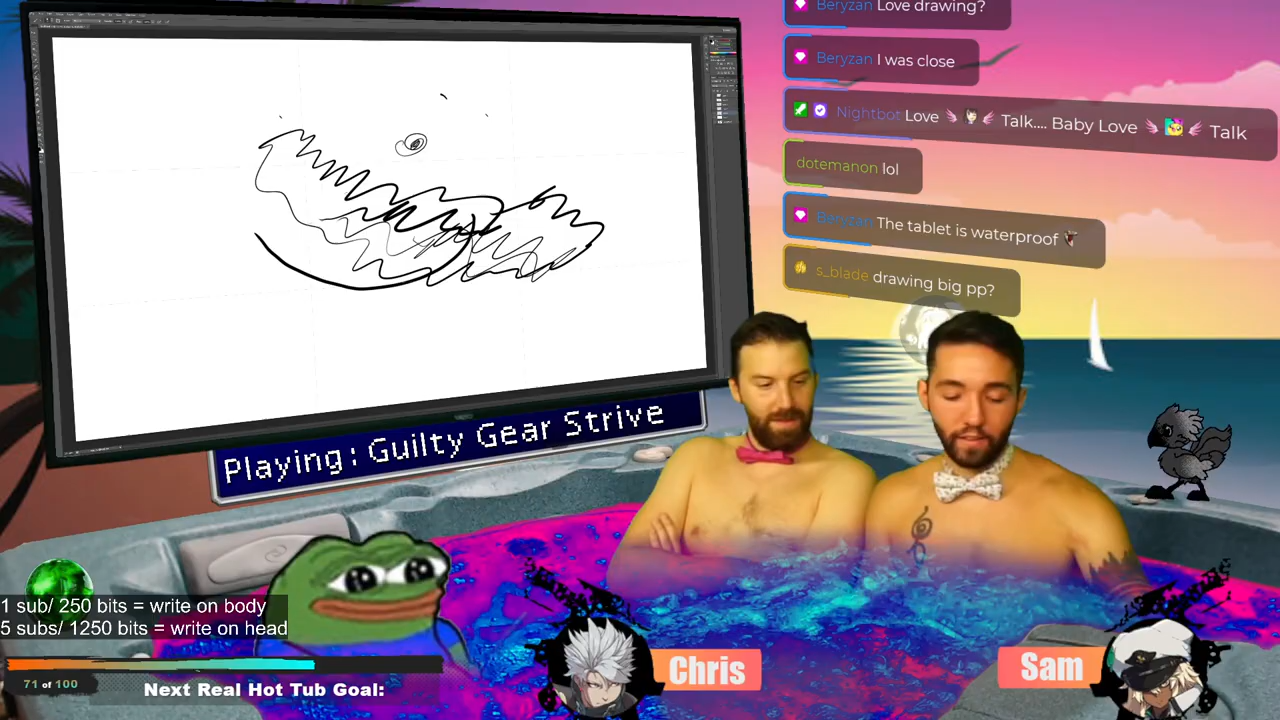 Beryzan Love drawing?
Beryzan I was close
Nightbot Love Talk.... Baby Love Talk
dotemanon lol
Beryzan The tablet is waterproof
s_blade drawing big pp?
Playing: Guilty Gear Strive
1 sub/ 250 bits = write on body
5 subs/ 1250 bits = write on head
71 of 100
Next Real Hot Tub Goal:
Chris
Sam